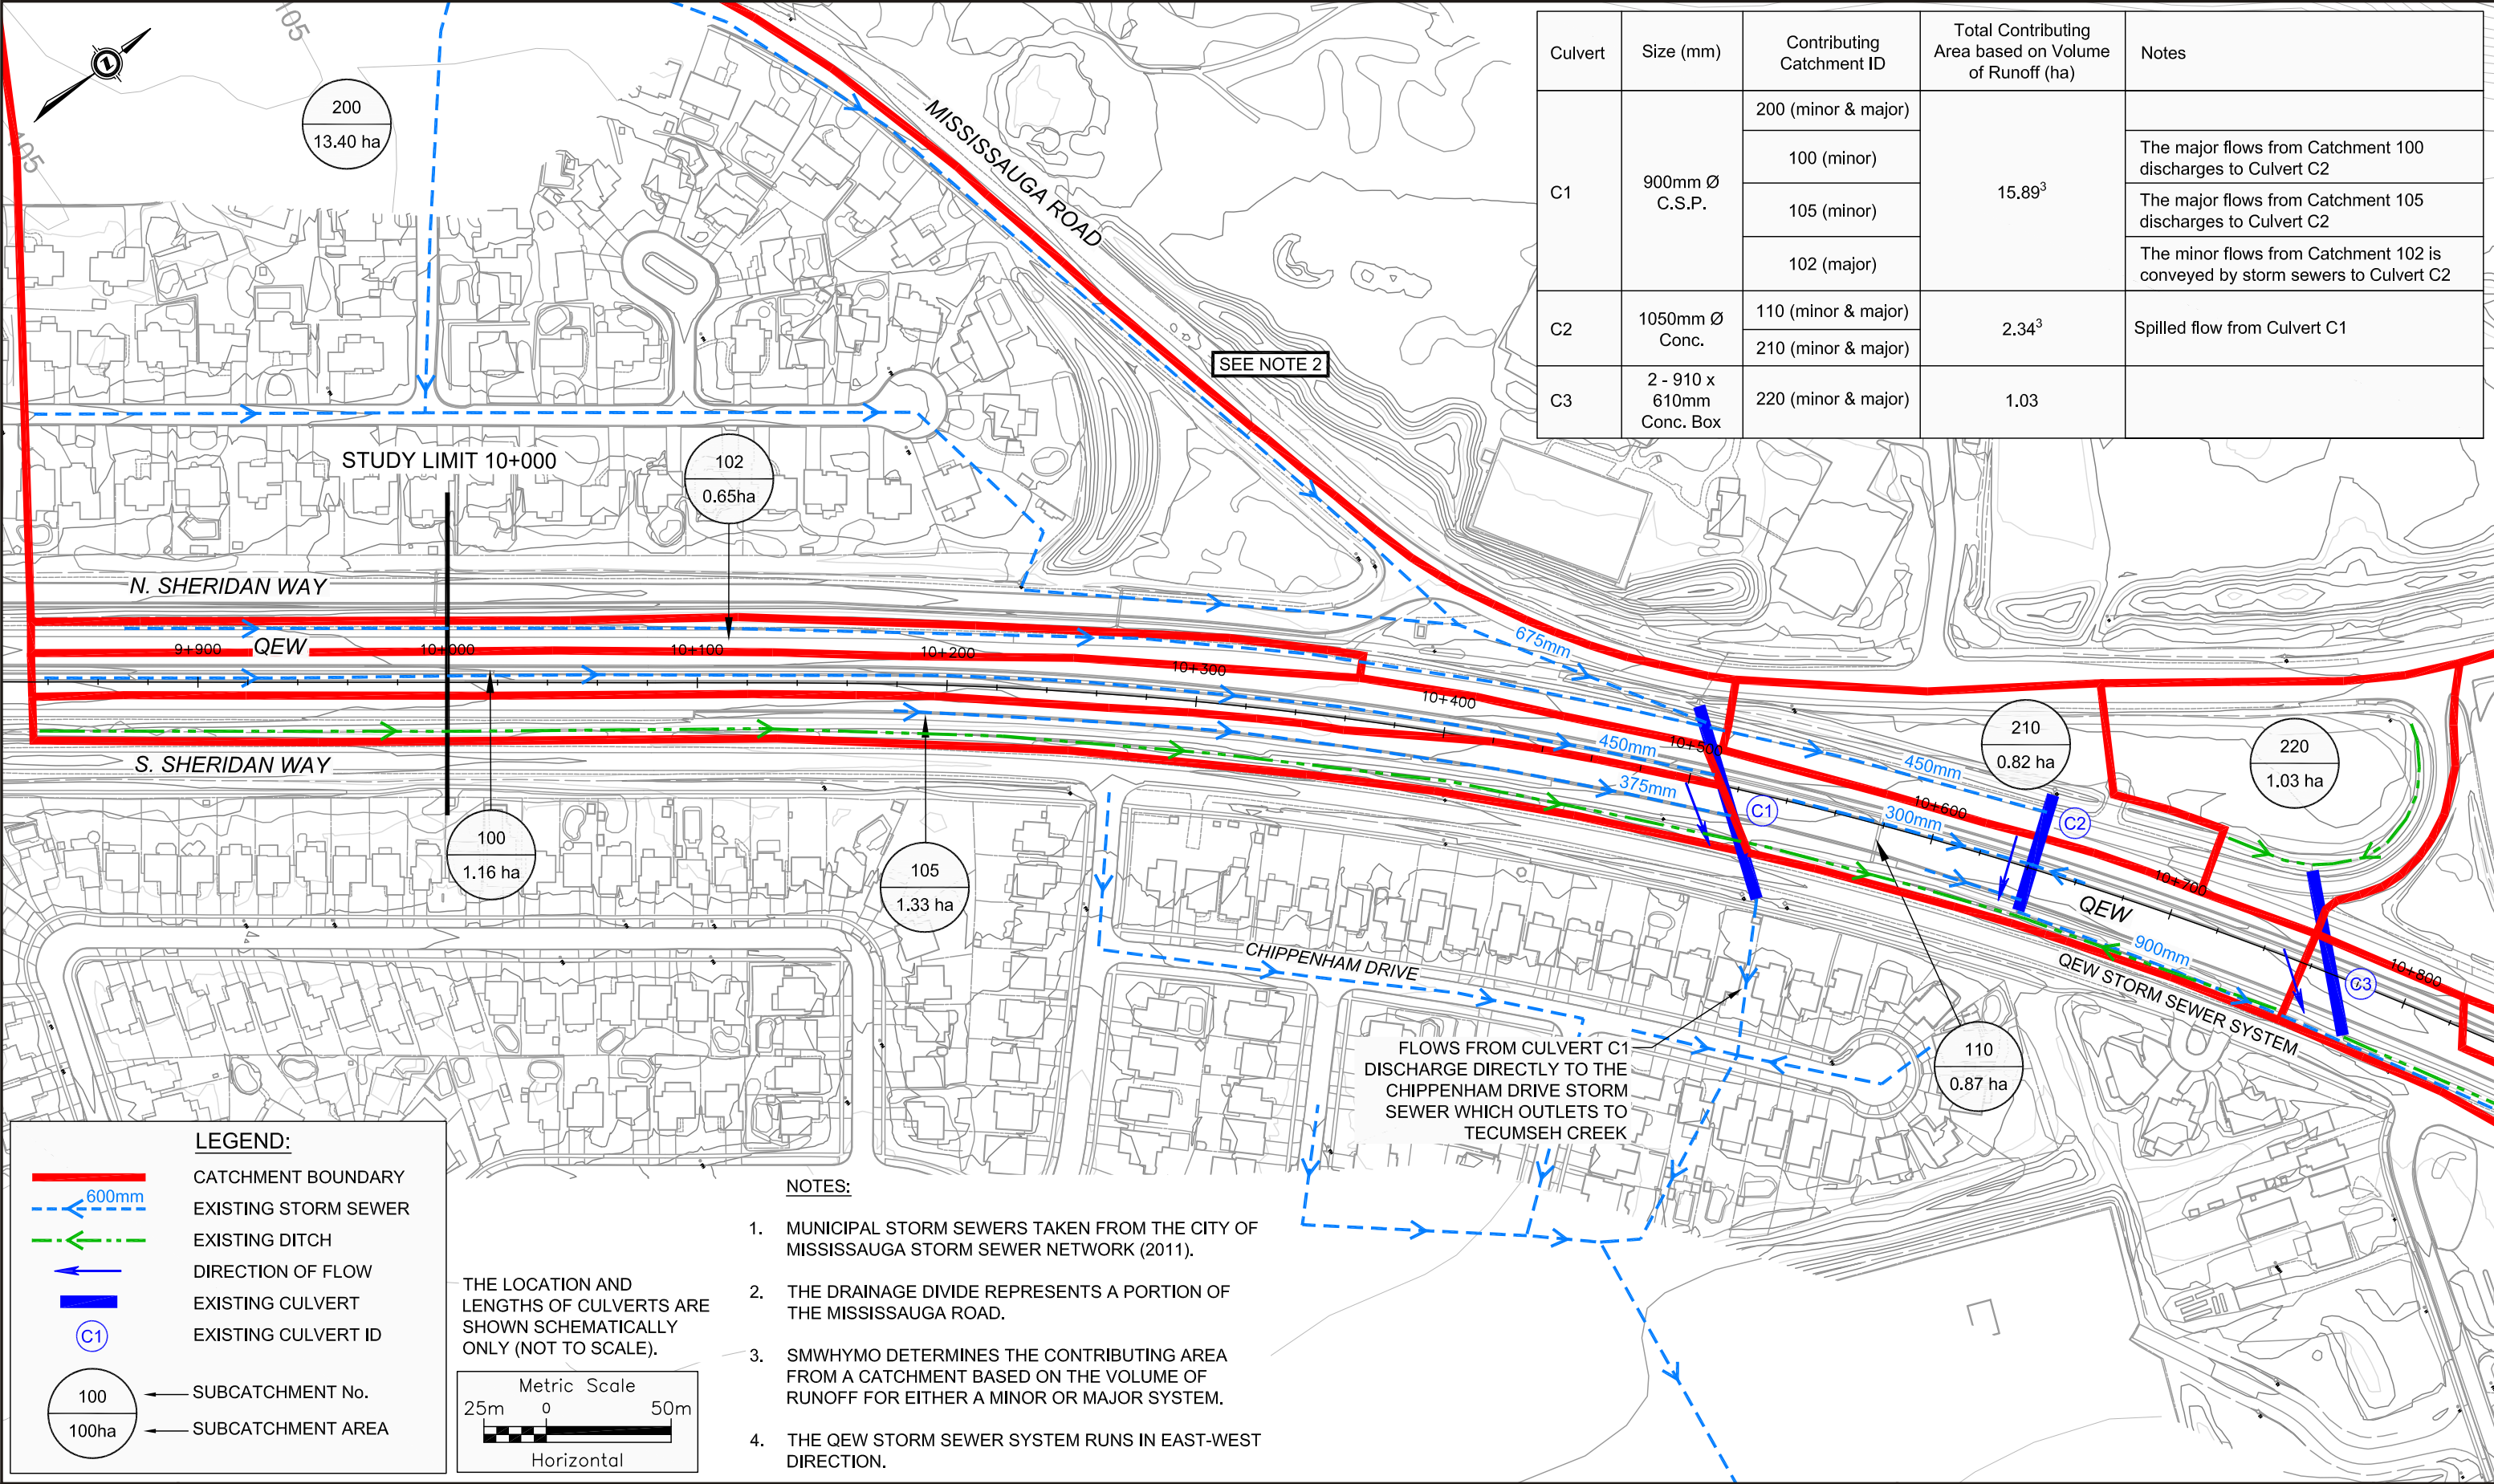 105
105
200
13.40 ha
MISSISSAUGA ROAD
Culvert
Size (mm)
Contributing
Catchment ID
Total Contributing
Area based on Volume
of Runoff (ha)
Notes
C1
900mm Ø
C.S.P.
200 (minor & major)
100 (minor)
105 (minor)
102 (major)
15.89³
The major flows from Catchment 100
discharges to Culvert C2
The major flows from Catchment 105
discharges to Culvert C2
The minor flows from Catchment 102 is
conveyed by storm sewers to Culvert C2
C2
1050mm Ø
Conc.
110 (minor & major)
210 (minor & major)
2.34³
Spilled flow from Culvert C1
C3
2 - 910 x
610mm
Conc. Box
220 (minor & major)
1.03
SEE NOTE 2
STUDY LIMIT 10+000
102
0.65ha
N. SHERIDAN WAY
QEW
9+900
10+000
10+100
10+200
10+300
10+400
10+500
10+600
10+700
10+800
675mm
450mm
375mm
450mm
300mm
900mm
S. SHERIDAN WAY
C1
C2
C3
210
0.82 ha
220
1.03 ha
100
1.16 ha
105
1.33 ha
QEW
QEW STORM SEWER SYSTEM
CHIPPENHAM DRIVE
110
0.87 ha
FLOWS FROM CULVERT C1
DISCHARGE DIRECTLY TO THE
CHIPPENHAM DRIVE STORM
SEWER WHICH OUTLETS TO
TECUMSEH CREEK
LEGEND:
CATCHMENT BOUNDARY
600mm
EXISTING STORM SEWER
EXISTING DITCH
DIRECTION OF FLOW
EXISTING CULVERT
C1
EXISTING CULVERT ID
100
100ha
SUBCATCHMENT No.
SUBCATCHMENT AREA
THE LOCATION AND
LENGTHS OF CULVERTS ARE
SHOWN SCHEMATICALLY
ONLY (NOT TO SCALE).
Metric Scale
25m 0 50m
Horizontal
NOTES:
1. MUNICIPAL STORM SEWERS TAKEN FROM THE CITY OF
MISSISSAUGA STORM SEWER NETWORK (2011).
2. THE DRAINAGE DIVIDE REPRESENTS A PORTION OF
THE MISSISSAUGA ROAD.
3. SMWHYMO DETERMINES THE CONTRIBUTING AREA
FROM A CATCHMENT BASED ON THE VOLUME OF
RUNOFF FOR EITHER A MINOR OR MAJOR SYSTEM.
4. THE QEW STORM SEWER SYSTEM RUNS IN EAST-WEST
DIRECTION.